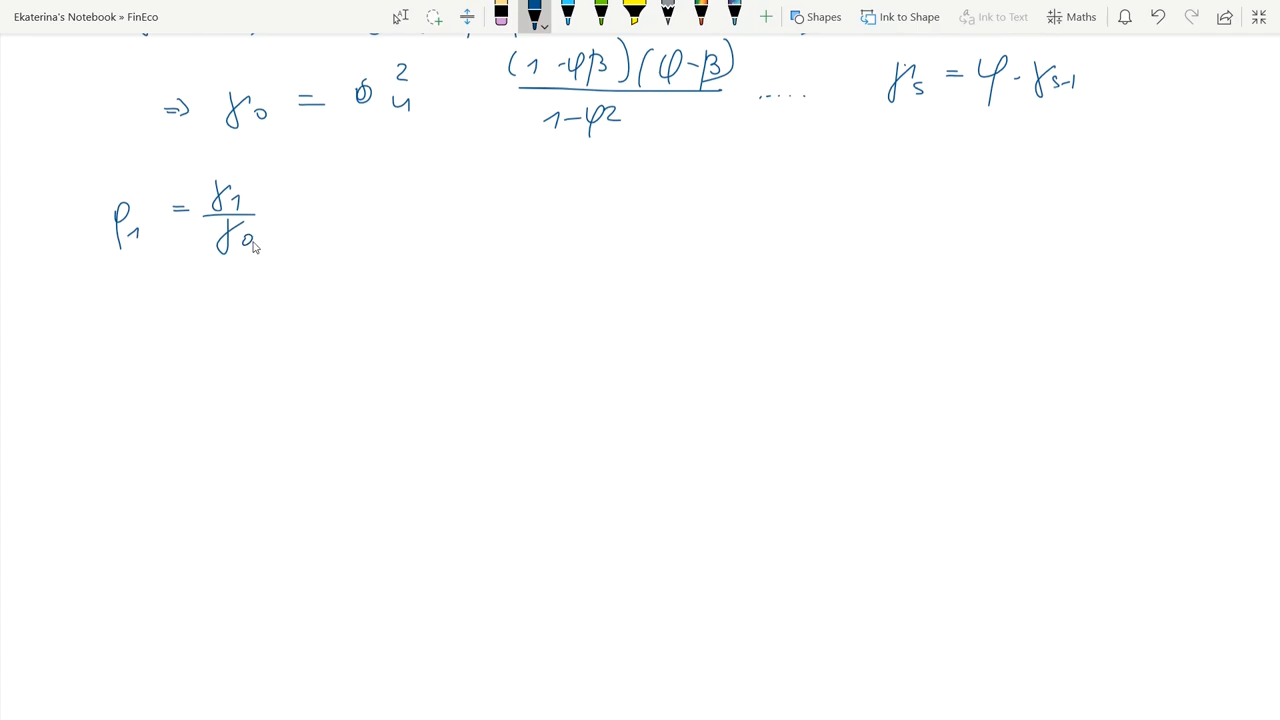 Ekaterina's Notebook » FinEco
Shapes
Ink to Shape
Ink to Text
Maths
⇒ γ₀ = σ²ᵤ (1 - φβ)(φ - β) / 1 - φ2 ..... γₛ = φ · γₛ₋₁
ρ₁ = γ₁ / γ₀